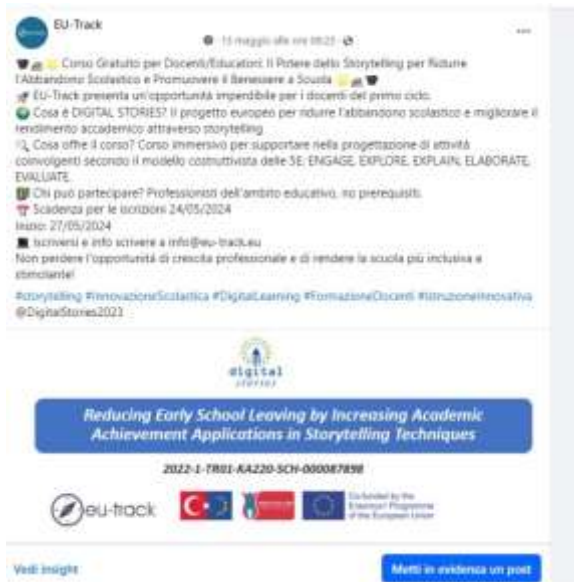 EU-Track
13 maggio alle ore 08:23
Corso Gratuito per Docenti/Educatori: Il Potere dello Storytelling per Ridurre
l'Abbandono Scolastico e Promuovere il Benessere a Scuola
EU-Track presenta un'opportunità imperdibile per i docenti del primo ciclo.
Cosa è DIGITAL STORIES? Il progetto europeo per ridurre l'abbandono scolastico e migliorare il
rendimento accademico attraverso storytelling
Cosa offre il corso? Corso immersivo per supportare nella progettazione di attività
coinvolgenti secondo il modello costruttivista delle 5E: ENGAGE, EXPLORE, EXPLAIN, ELABORATE,
EVALUATE.
Chi può partecipare? Professionisti dell'ambito educativo, no prerequisiti.
Scadenza per le iscrizioni 24/05/2024
Inizio: 27/05/2024
Iscriversi e info scrivere a info@eu-track.eu
Non perdere l'opportunità di crescita professionale e di rendere la scuola più inclusiva e
stimolante!
#storytelling #InnovazioneScolastica #DigitalLearning #FormazioneDocenti #IstruzioneInnovativa
@DigitalStories2023
digital
stories
Reducing Early School Leaving by Increasing Academic
Achievement Applications in Storytelling Techniques
2022-1-TR01-KA220-SCH-000087898
eu-track
Co-funded by the
Erasmus+ Programme
of the European Union
Vedi insight
Metti in evidenza un post